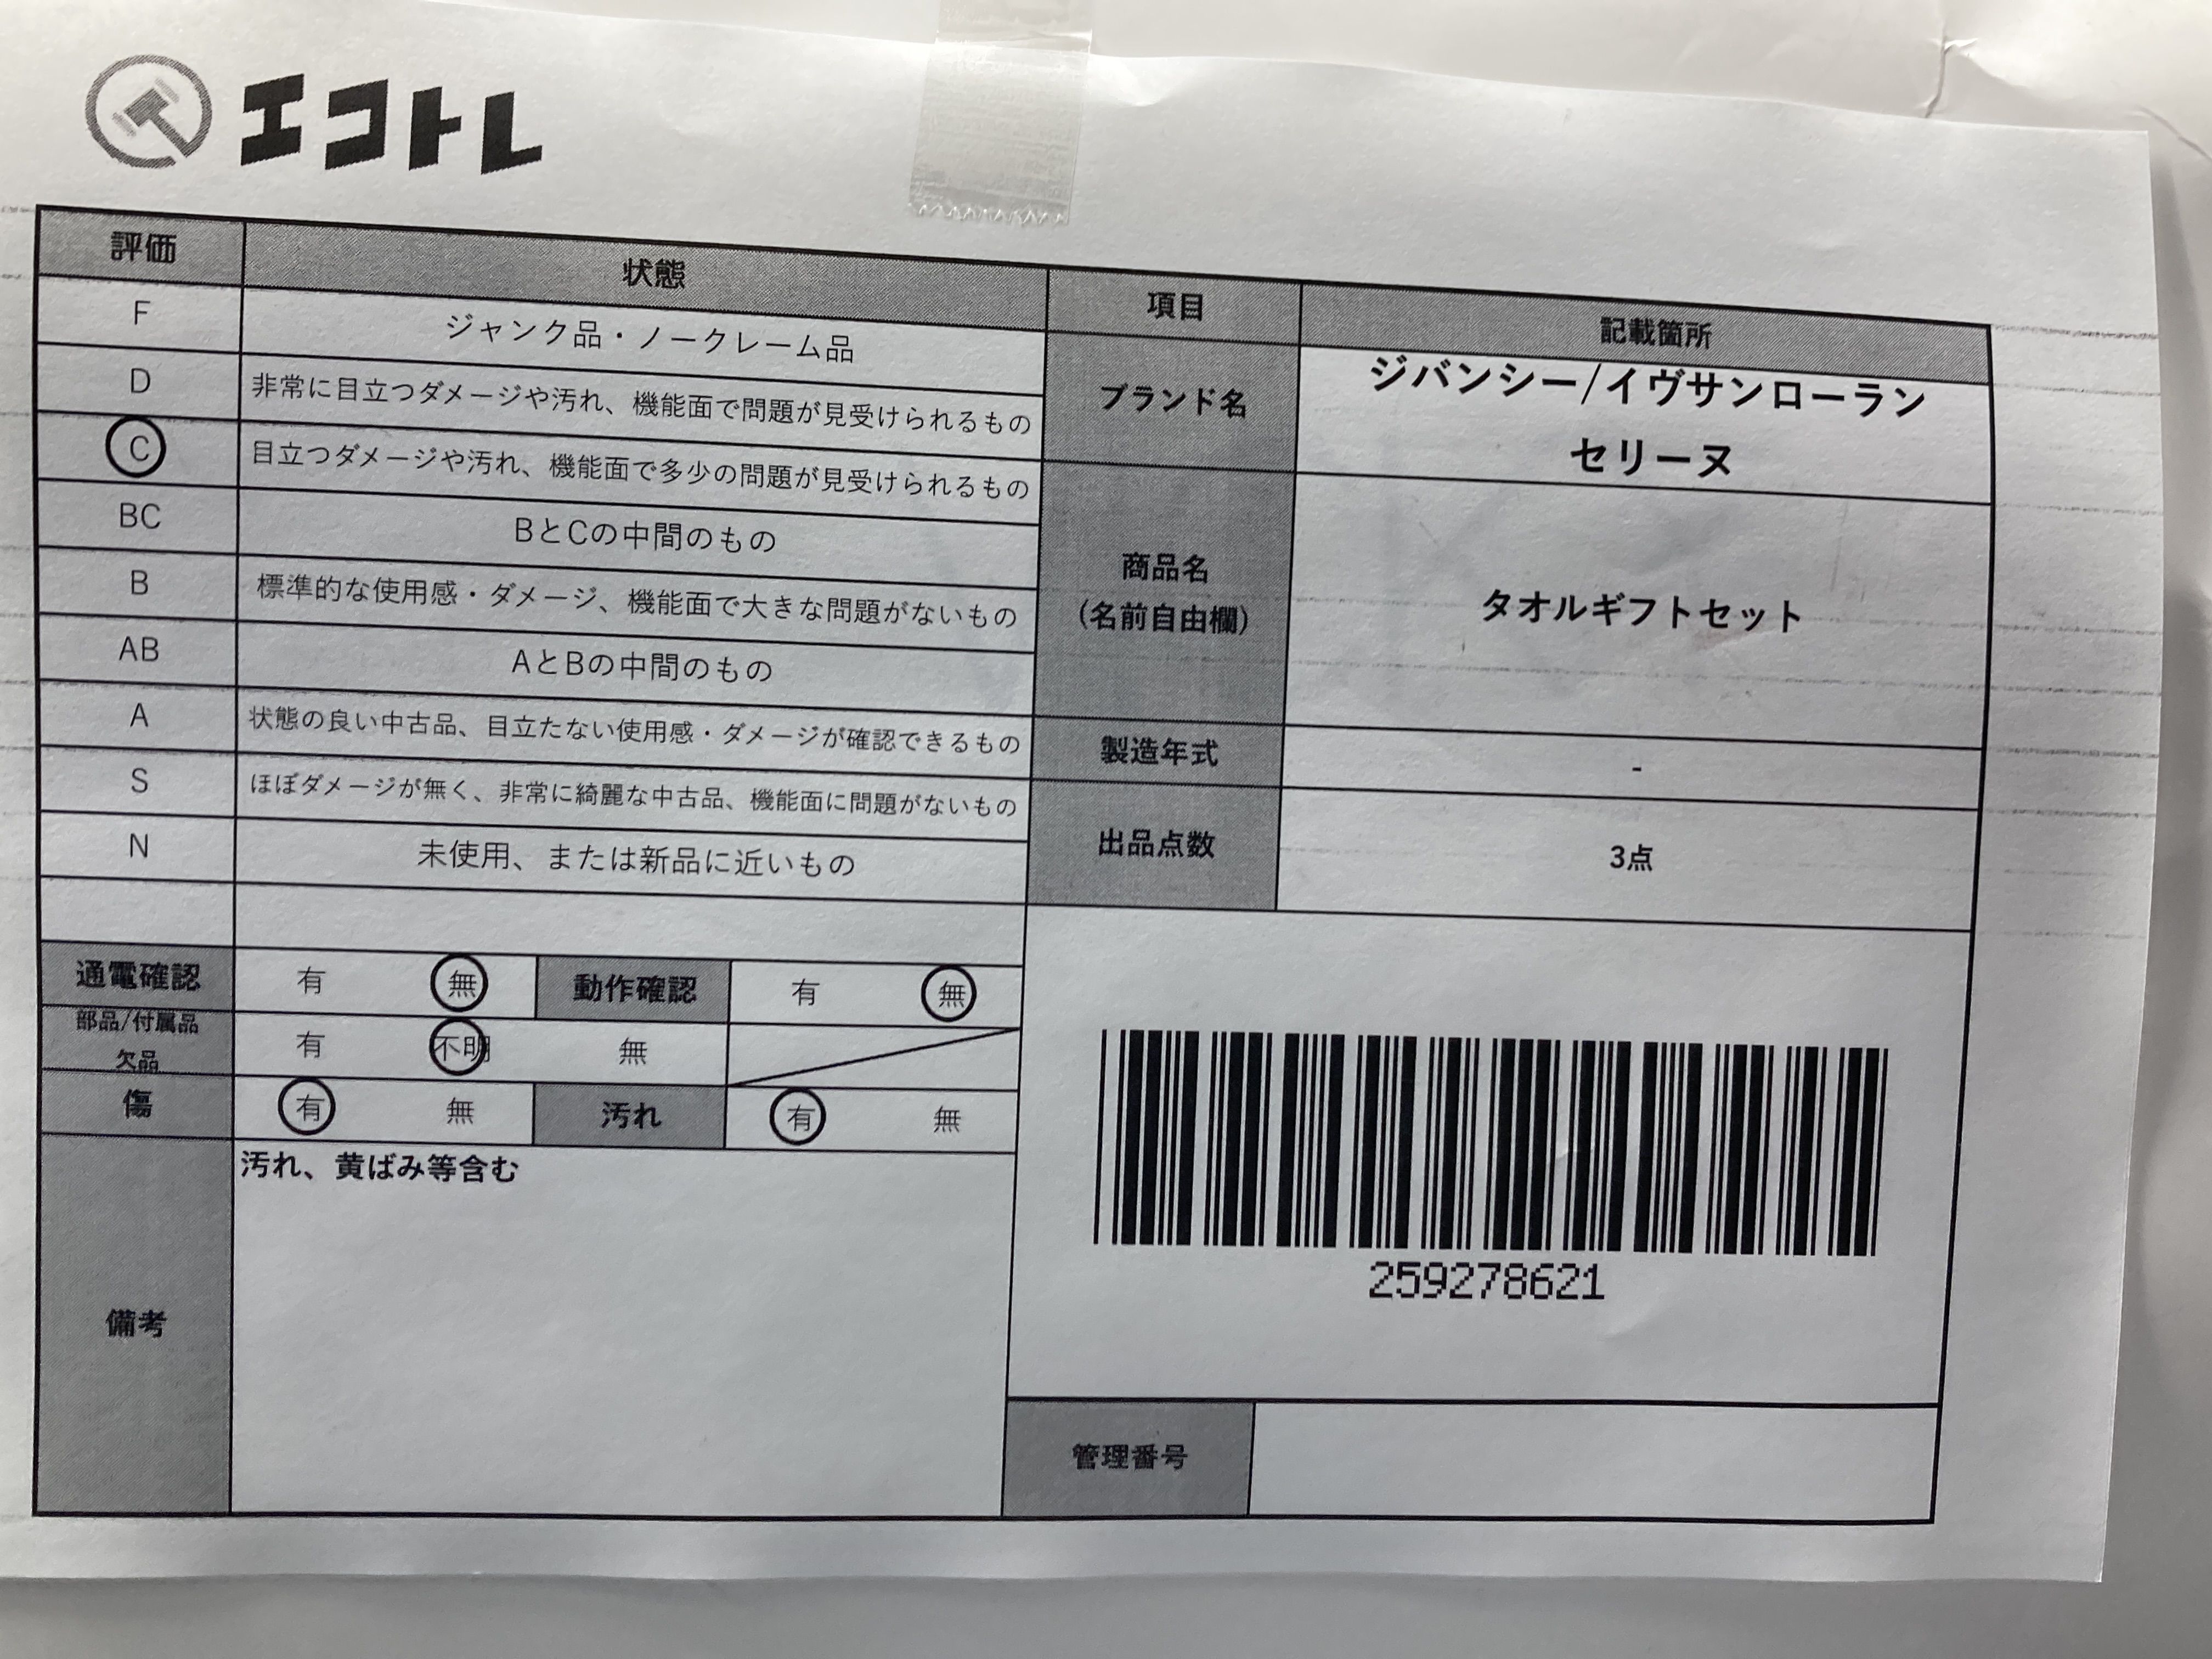 エコトレ
評価 状態
F ジャンク品・ノークレーム品
D 非常に目立つダメージや汚れ、機能面で問題が見受けられるもの
C 目立つダメージや汚れ、機能面で多少の問題が見受けられるもの
BC BとCの中間のもの
B 標準的な使用感・ダメージ、機能面で大きな問題がないもの
AB AとBの中間のもの
A 状態の良い中古品、目立たない使用感・ダメージが確認できるもの
S ほぼダメージが無く、非常に綺麗な中古品、機能面に問題がないもの
N 未使用、または新品に近いもの
通電確認 有 無 動作確認 有 無
部品/付属品
欠品 有 不明 無
傷 有 無 汚れ 有 無
備考 汚れ、黄ばみ等含む
項目 記載箇所
ブランド名 ジバンシー/イヴサンローラン
セリーヌ
商品名
(名前自由欄) タオルギフトセット
製造年式 -
出品点数 3点
259278621
管理番号